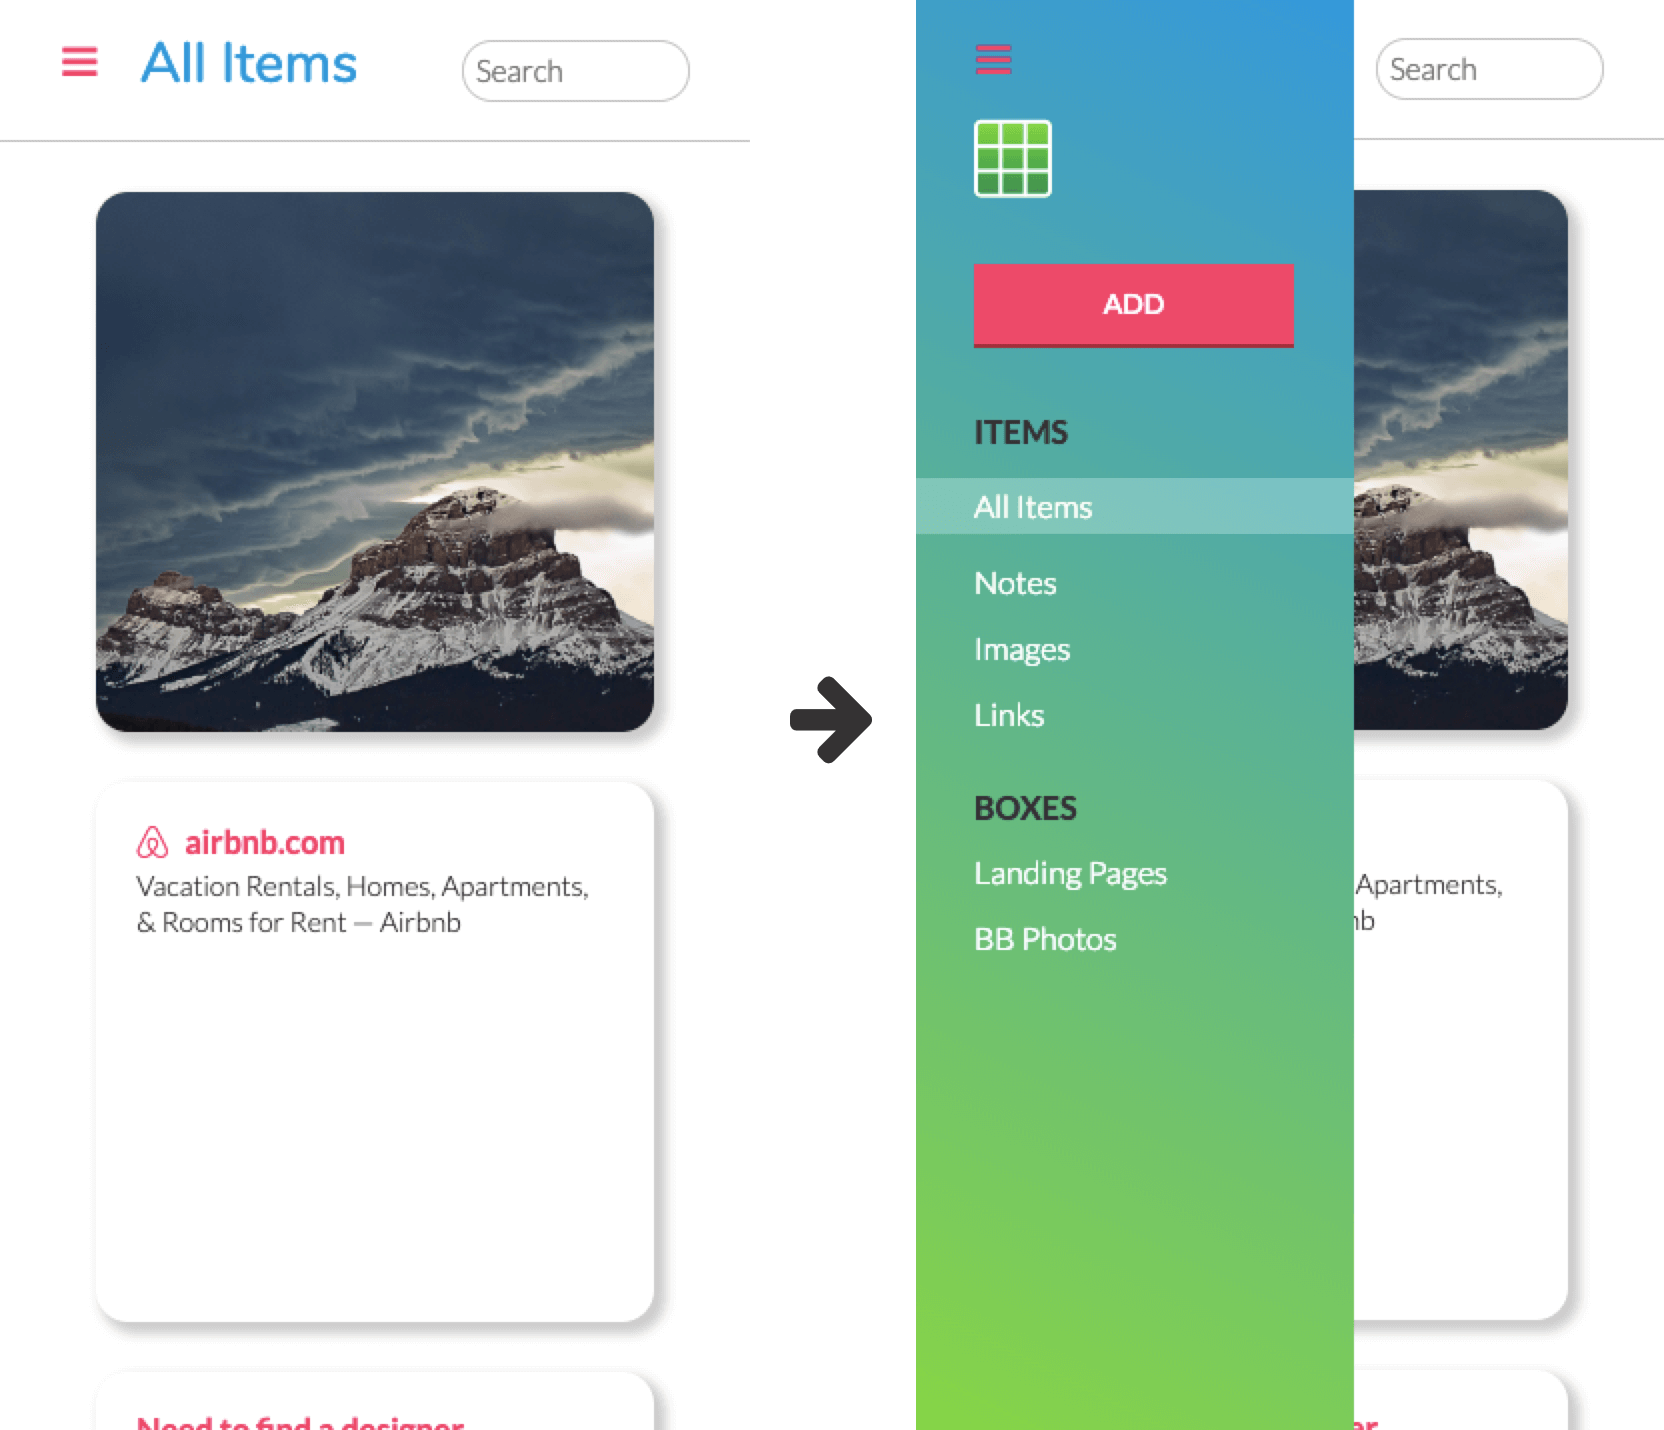 All Items
Search
airbnb.com
Vacation Rentals, Homes, Apartments,
& Rooms for Rent — Airbnb
Need to find a designer
Search
ADD
ITEMS
All Items
Notes
Images
Links
BOXES
Landing Pages
BB Photos
Apartments,
nb
er